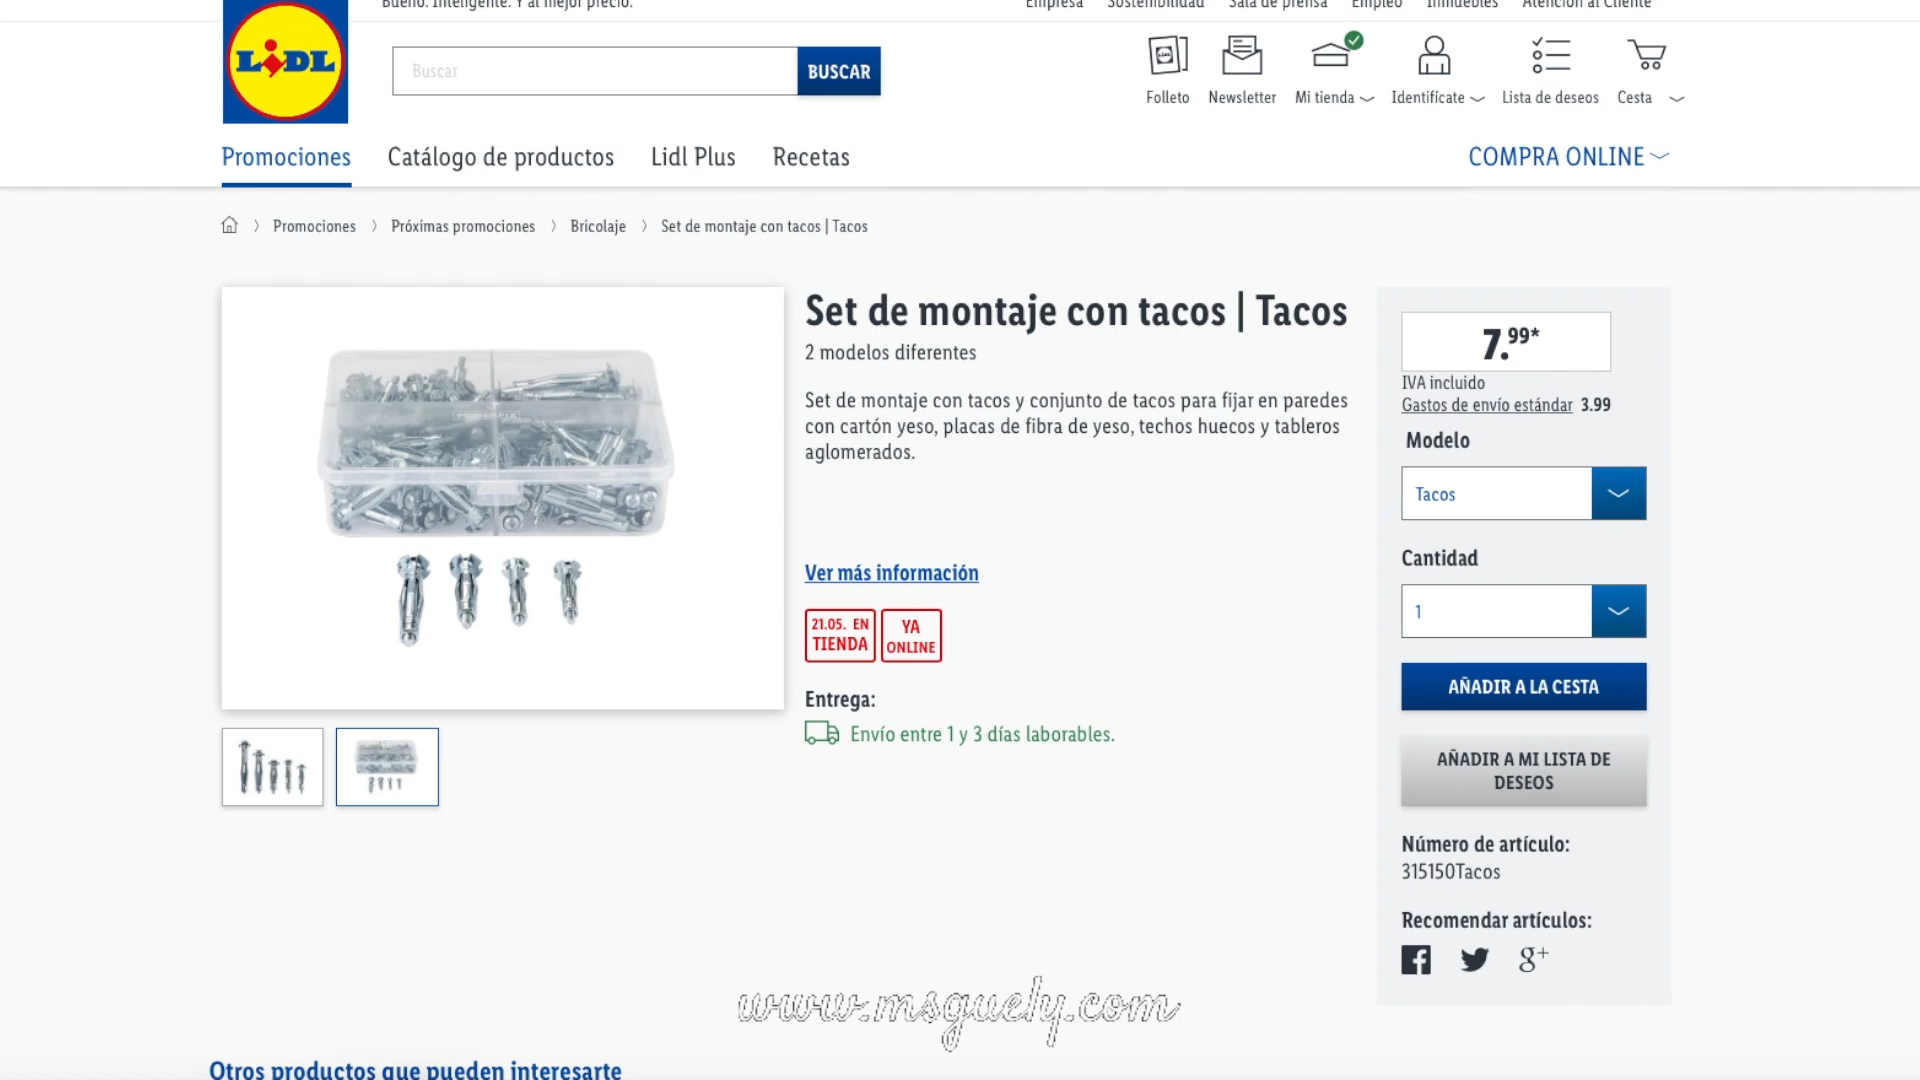 Bueno. Inteligente. Y al mejor precio.
Empresa Sostenibilidad Sala de prensa Empleo Inmuebles Atención al Cliente
LIDL
Buscar
BUSCAR
Folleto
Newsletter
Mi tienda
Identifícate
Lista de deseos
Cesta
Promociones
Catálogo de productos
Lidl Plus
Recetas
COMPRA ONLINE
Promociones
Próximas promociones
Bricolaje
Set de montaje con tacos | Tacos
POWERFIX
Set de montaje con tacos | Tacos
2 modelos diferentes
Set de montaje con tacos y conjunto de tacos para fijar en paredes
con cartón yeso, placas de fibra de yeso, techos huecos y tableros
aglomerados.
Ver más información
21.05. EN
TIENDA
YA
ONLINE
Entrega:
Envío entre 1 y 3 días laborables.
7.99*
IVA incluido
Gastos de envío estándar 3.99
Modelo
Tacos
Cantidad
1
AÑADIR A LA CESTA
AÑADIR A MI LISTA DE
DESEOS
Número de artículo:
315150Tacos
Recomendar artículos:
g+
www.msguely.com
Otros productos que pueden interesarte